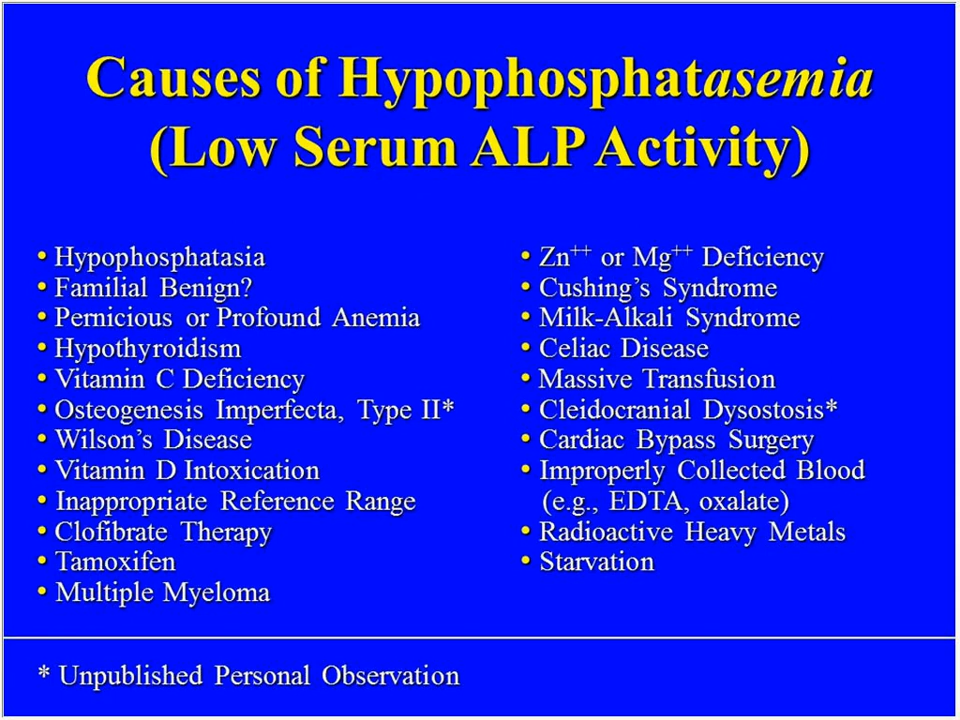 Causes of Hypophosphatasemia
(Low Serum ALP Activity)
• Hypophosphatasia
• Familial Benign?
• Pernicious or Profound Anemia
• Hypothyroidism
• Vitamin C Deficiency
• Osteogenesis Imperfecta, Type II*
• Wilson's Disease
• Vitamin D Intoxication
• Inappropriate Reference Range
• Clofibrate Therapy
• Tamoxifen
• Multiple Myeloma
• Zn⁺⁺ or Mg⁺⁺ Deficiency
• Cushing's Syndrome
• Milk-Alkali Syndrome
• Celiac Disease
• Massive Transfusion
• Cleidocranial Dysostosis*
• Cardiac Bypass Surgery
• Improperly Collected Blood
(e.g., EDTA, oxalate)
• Radioactive Heavy Metals
• Starvation
* Unpublished Personal Observation